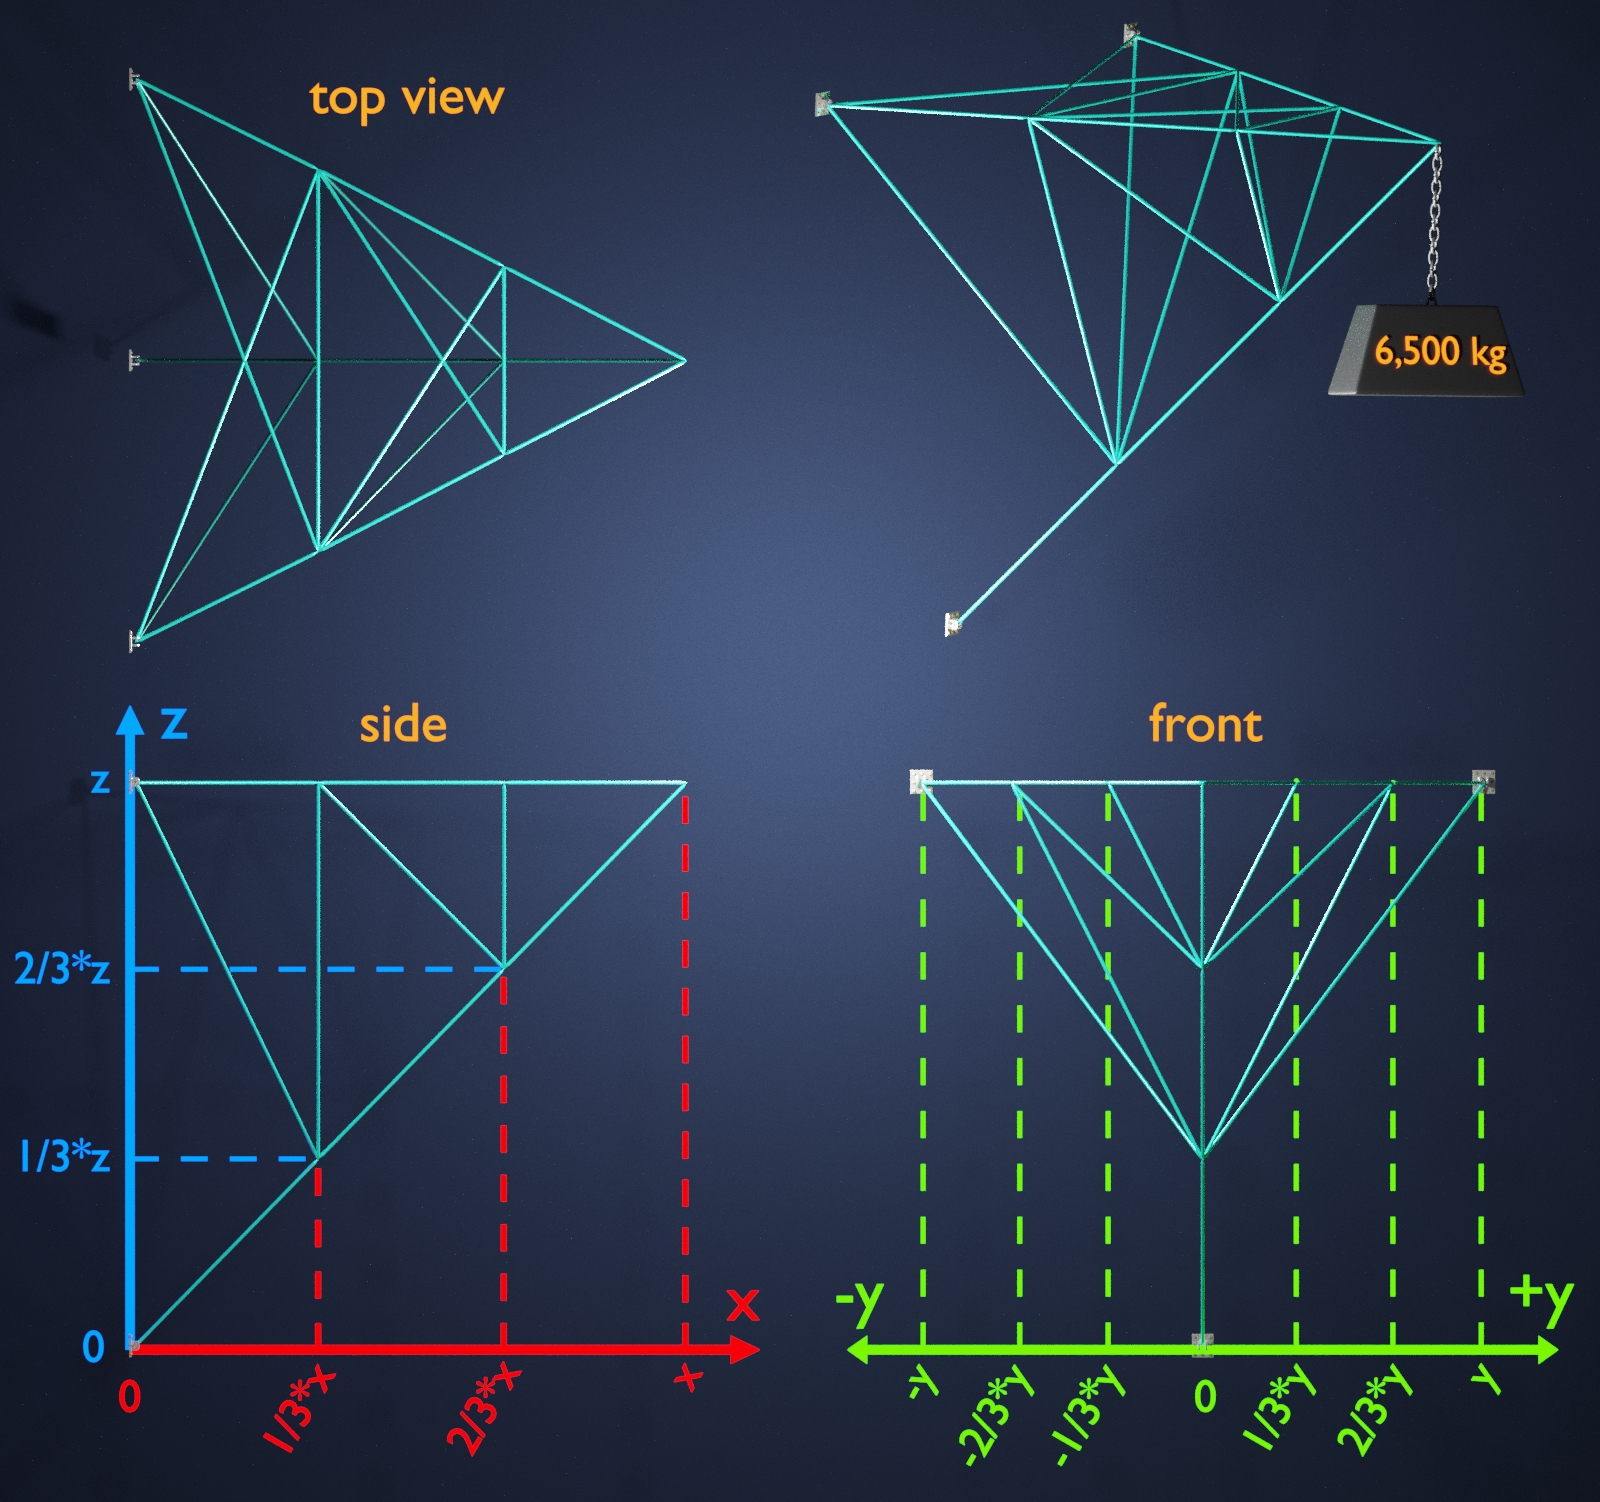 top view
6,500 kg
side
front
z
z
2/3*z
1/3*z
0
x
0
1/3*x
2/3*x
x
-y
+y
-y
-2/3*y
-1/3*y
0
1/3*y
2/3*y
y